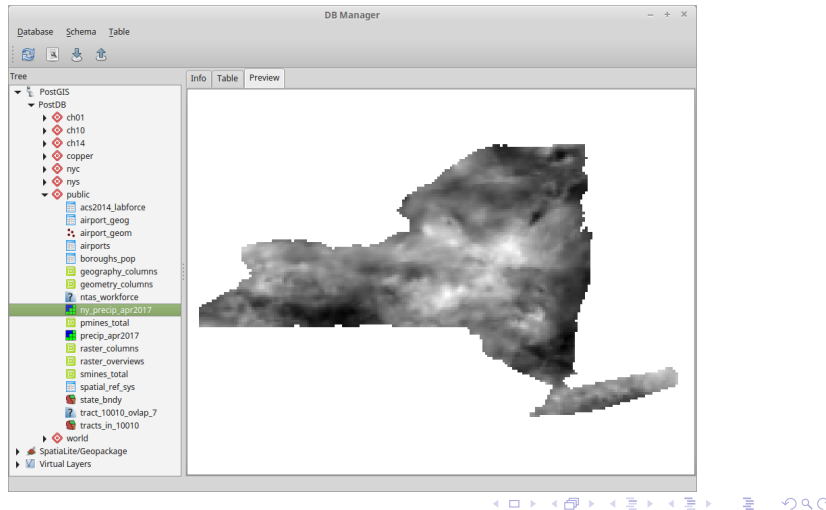 DB Manager
Database Schema Table
Tree
Info Table Preview
PostGIS
PostDB
ch01
ch10
ch14
copper
nyc
nys
public
acs2014_labforce
airport_geog
airport_geom
airports
boroughs_pop
geography_columns
geometry_columns
ntas_workforce
ny_precip_apr2017
pmines_total
precip_apr2017
raster_columns
raster_overviews
smines_total
spatial_ref_sys
state_bndy
tract_10010_ovlap_7
tracts_in_10010
world
SpatiaLite/Geopackage
Virtual Layers